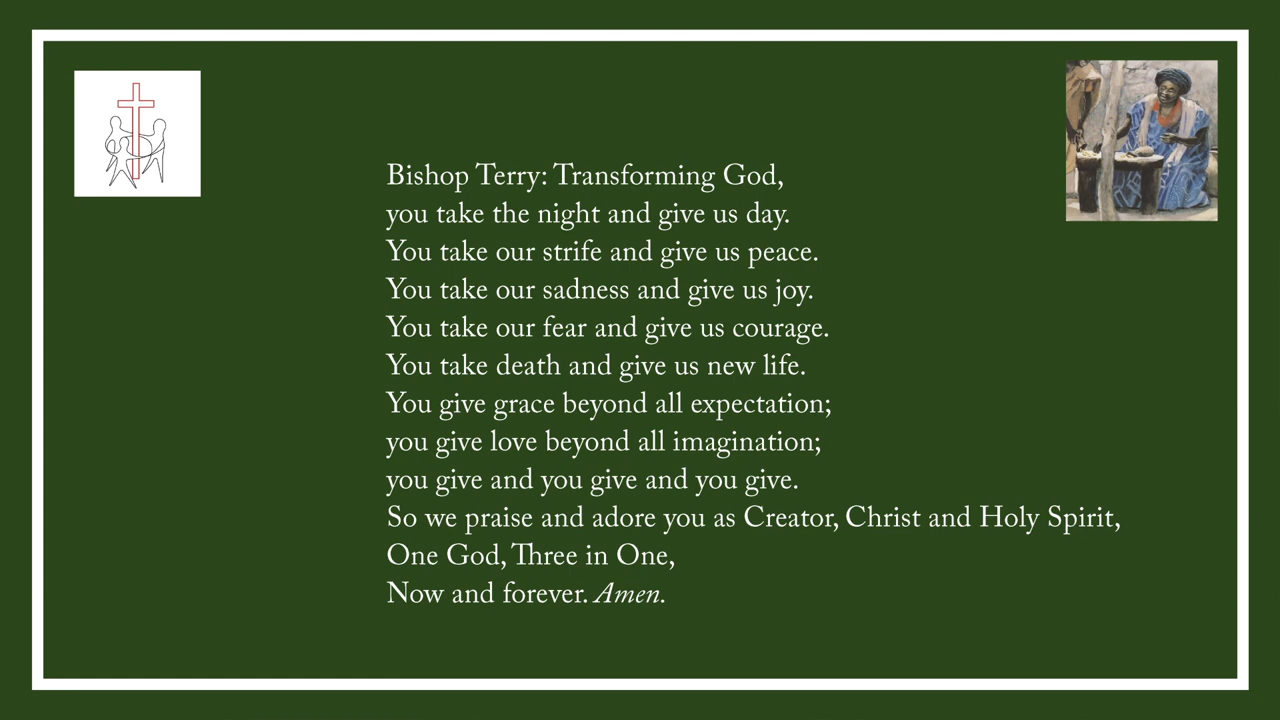 Bishop Terry: Transforming God,
you take the night and give us day.
You take our strife and give us peace.
You take our sadness and give us joy.
You take our fear and give us courage.
You take death and give us new life.
You give grace beyond all expectation;
you give love beyond all imagination;
you give and you give and you give.
So we praise and adore you as Creator, Christ and Holy Spirit,
One God, Three in One,
Now and forever. Amen.